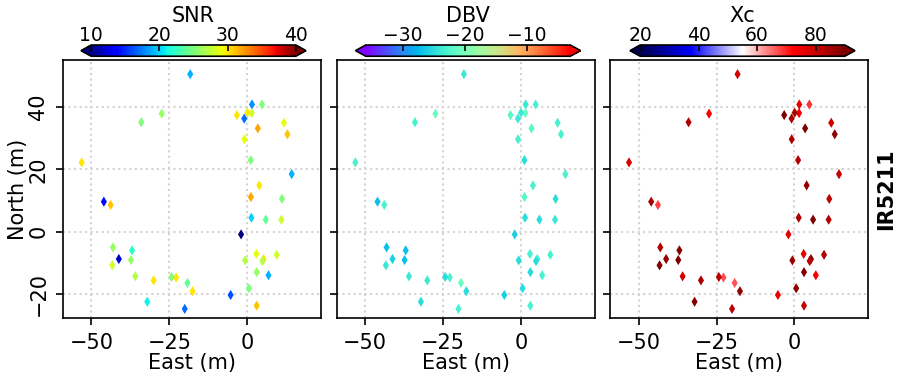 SNR DBV Xc
10 20 30 40 −30 −20 −10 20 40 60 80
North (m)
40
20
0
−20
−50 −25 0 −50 −25 0 −50 −25 0
East (m) East (m) East (m)
IR5211